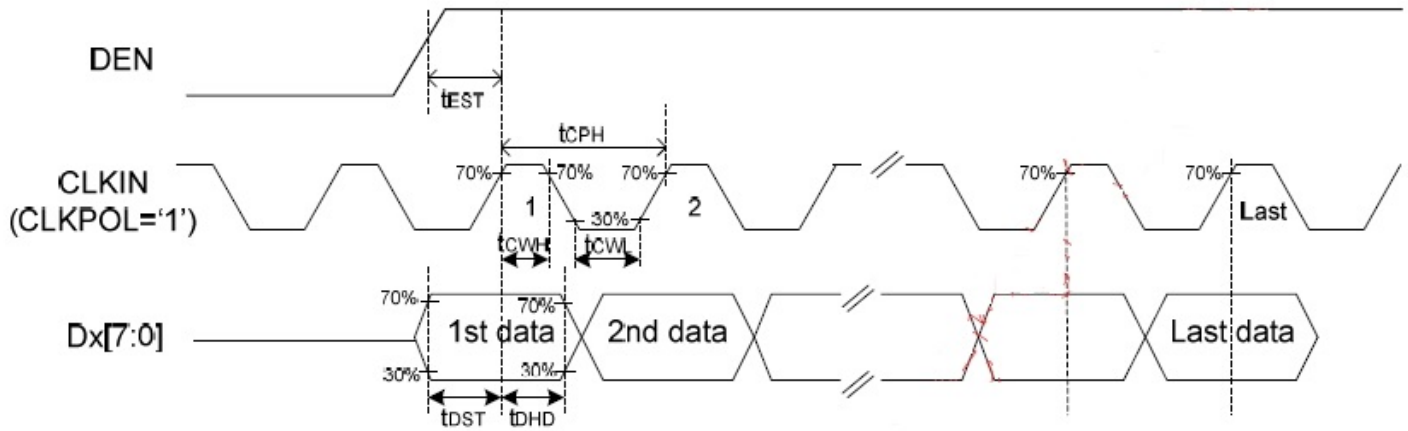 DEN
tEST
tCPH
CLKIN
(CLKPOL='1')
70%
70%
70%
70%
70%
1
2
Last
30%
tCWH
tCWL
Dx[7:0]
70%
70%
1st data
2nd data
Last data
30%
30%
tDST
tDHD